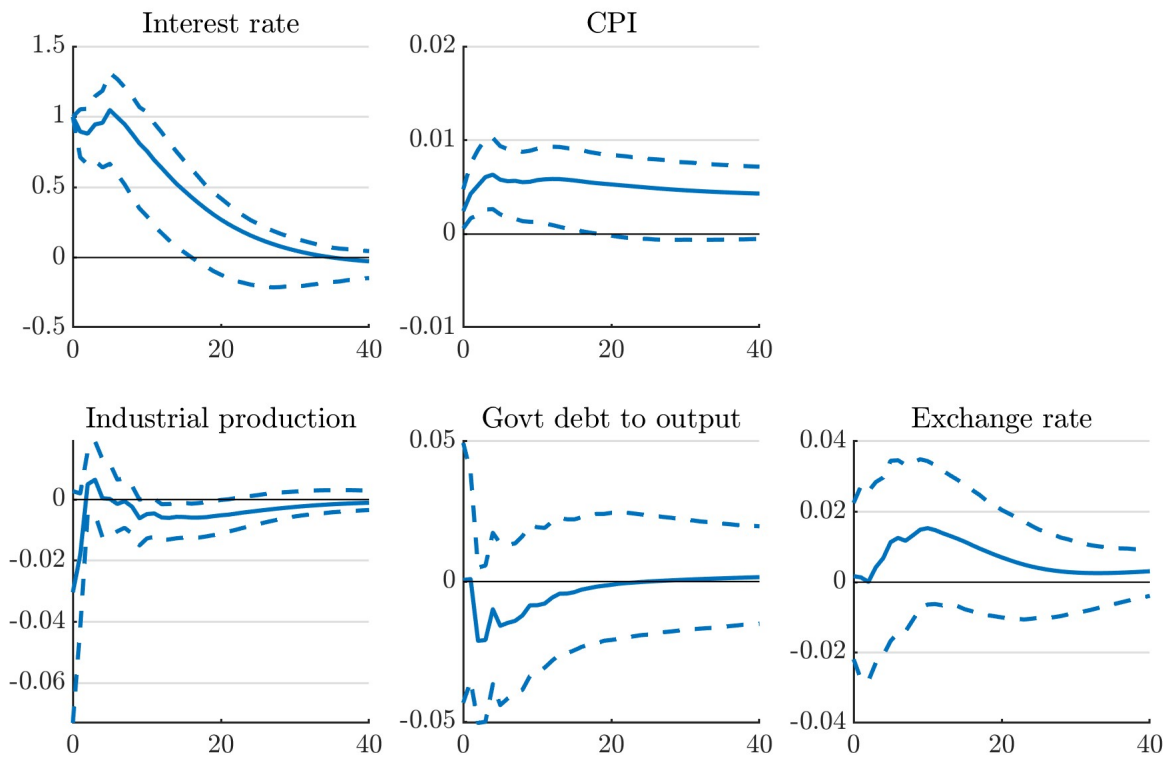 Interest rate
1.5
1
0.5
0
-0.5
0 20 40
CPI
0.02
0.01
0
-0.01
0 20 40
Industrial production
0
-0.02
-0.04
-0.06
0 20 40
Govt debt to output
0.05
0
-0.05
0 20 40
Exchange rate
0.04
0.02
0
-0.02
-0.04
0 20 40